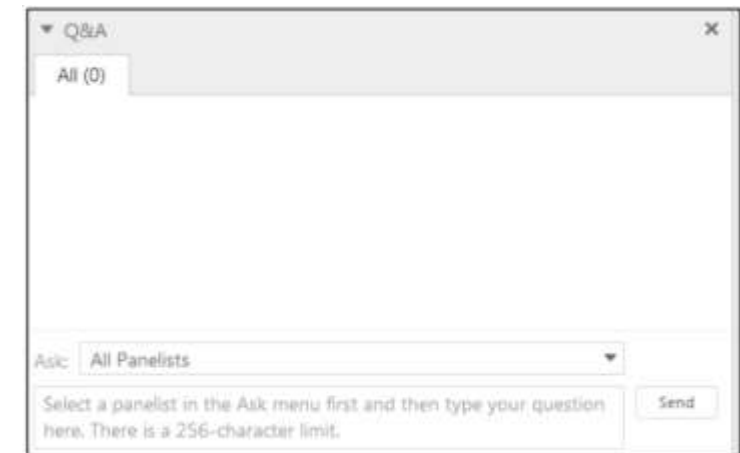 Q&A
All (0)
Ask: All Panelists
Select a panelist in the Ask menu first and then type your question
here. There is a 256-character limit.
Send